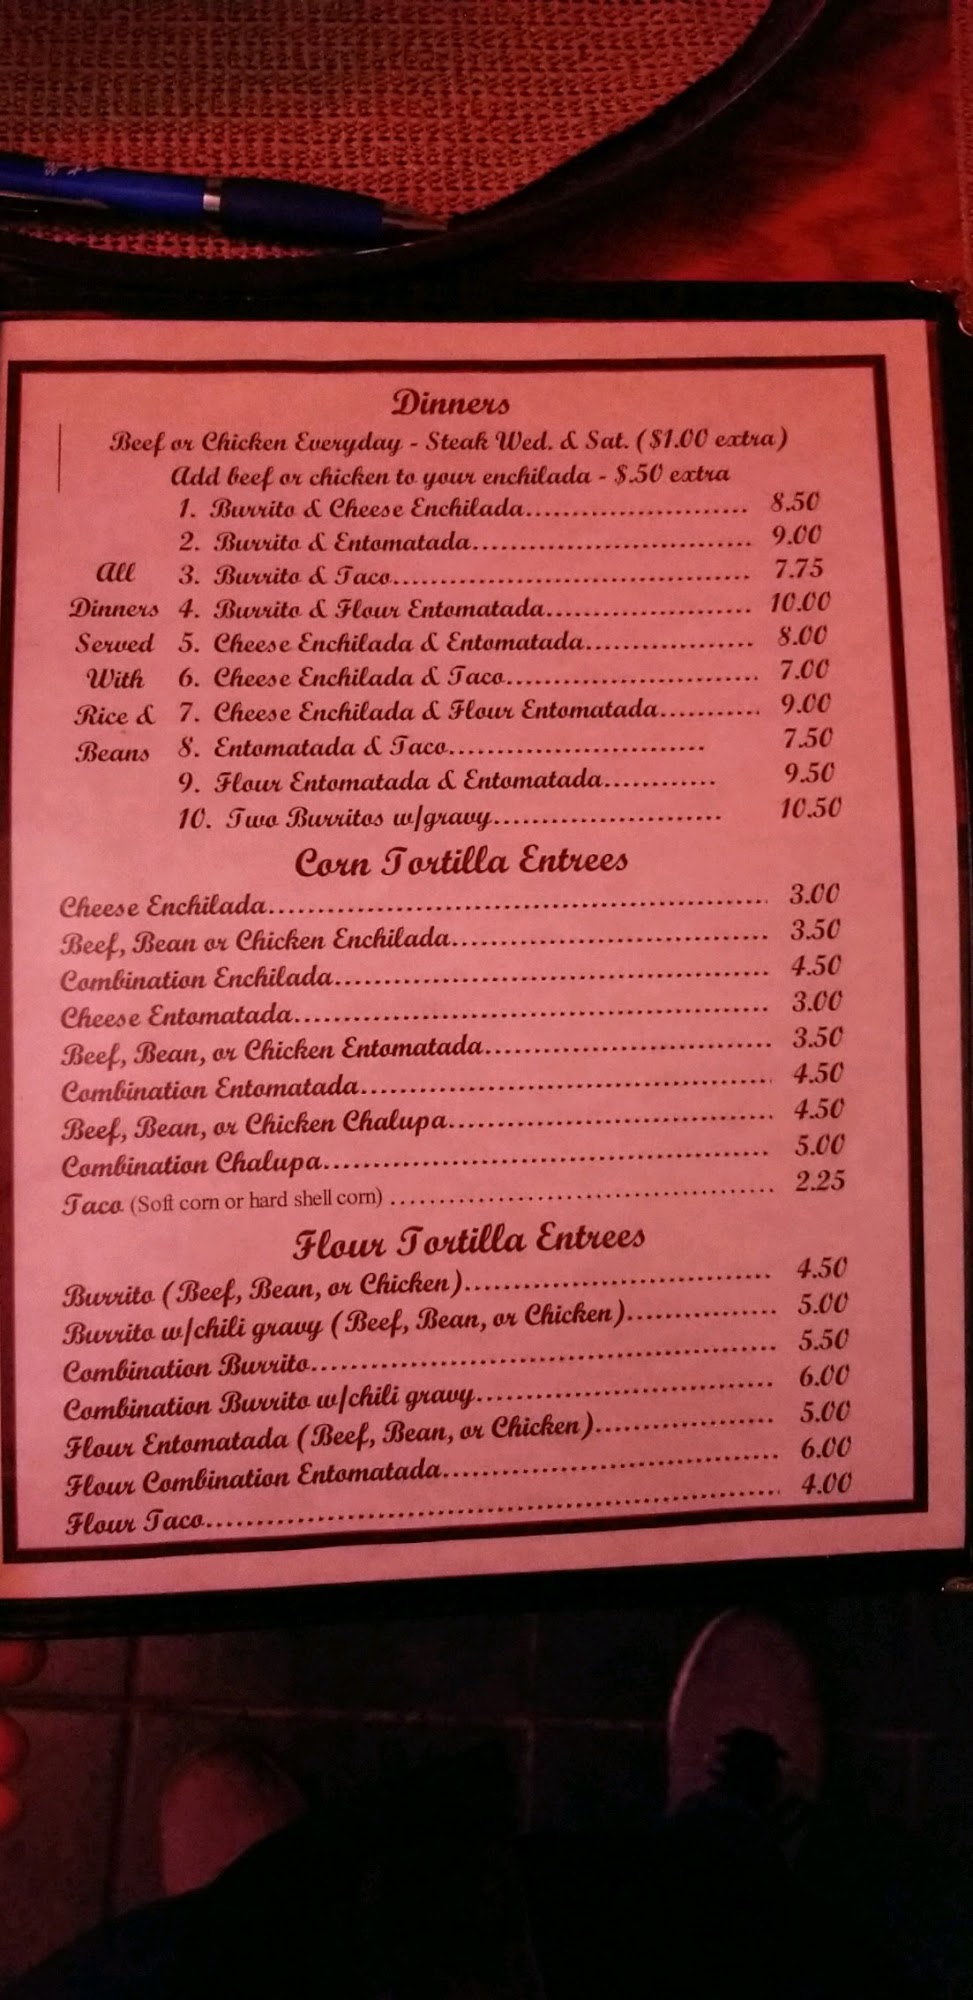 Dinners
Beef or Chicken Everyday - Steak Wed. & Sat. ($1.00 extra)
Add beef or chicken to your enchilada - $.50 extra
All
Dinners
Served
With
Rice &
Beans
1. Burrito & Cheese Enchilada....................... 8.50
2. Burrito & Entomatada............................. 9.00
3. Burrito & Taco..................................... 7.75
4. Burrito & Flour Entomatada..................... 10.00
5. Cheese Enchilada & Entomatada................. 8.00
6. Cheese Enchilada & Taco.......................... 7.00
7. Cheese Enchilada & Flour Entomatada.......... 9.00
8. Entomatada & Taco.......................... 7.50
9. Flour Entomatada & Entomatada............ 9.50
10. Two Burritos w/gravy....................... 10.50
Corn Tortilla Entrees
Cheese Enchilada................................................... 3.00
Beef, Bean or Chicken Enchilada................................ 3.50
Combination Enchilada............................................ 4.50
Cheese Entomatada................................................ 3.00
Beef, Bean, or Chicken Entomatada............................. 3.50
Combination Entomatada.......................................... 4.50
Beef, Bean, or Chicken Chalupa................................. 4.50
Combination Chalupa.............................................. 5.00
Taco (Soft corn or hard shell corn) ....................................... 2.25
Flour Tortilla Entrees
Burrito (Beef, Bean, or Chicken)............................... 4.50
Burrito w/chili gravy (Beef, Bean, or Chicken)............... 5.00
Combination Burrito............................................... 5.50
Combination Burrito w/chili gravy.............................. 6.00
Flour Entomatada (Beef, Bean, or Chicken).................. 5.00
Flour Combination Entomatada.................................. 6.00
Flour Taco........................................................... 4.00